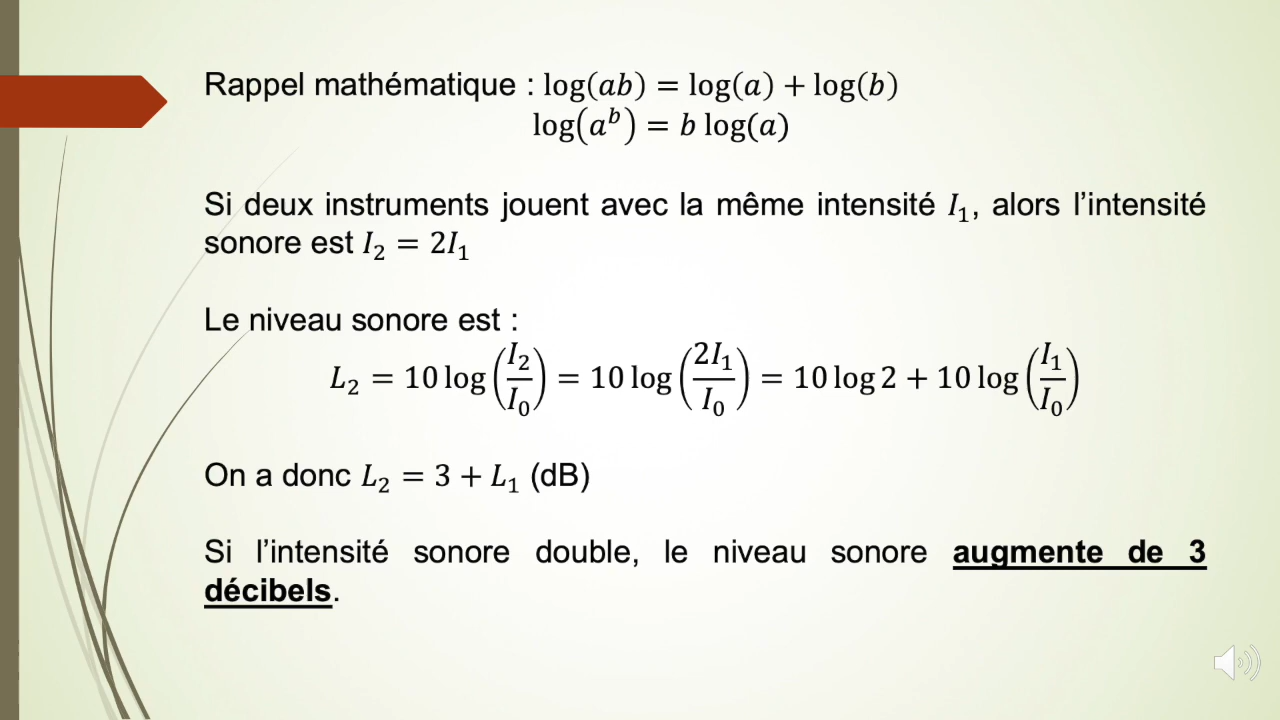 Rappel mathématique : log(ab) = log(a) + log(b)
log(a^b) = b log(a)
Si deux instruments jouent avec la même intensité I₁, alors l’intensité
sonore est I₂ = 2I₁
Le niveau sonore est :
L₂ = 10 log(I₂/I₀) = 10 log(2I₁/I₀) = 10 log 2 + 10 log(I₁/I₀)
On a donc L₂ = 3 + L₁ (dB)
Si l’intensité sonore double, le niveau sonore augmente de 3
décibels.